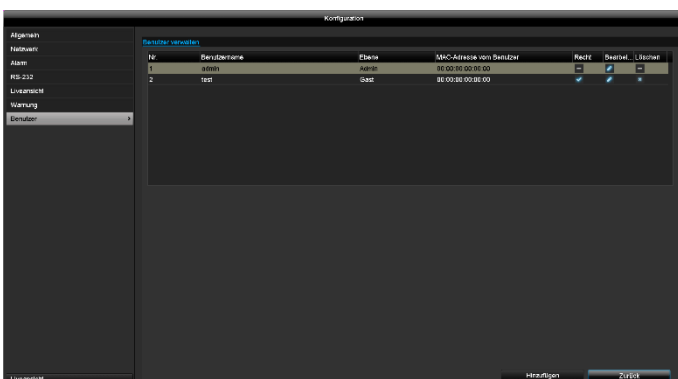 Konfiguration
Allgemein
Netzwerk
Alarm
RS-232
Liveansicht
Warnung
Benutzer
Benutzer verwalten
Nr. Benutzername Ebene MAC-Adresse vom Benutzer Recht Bearbei... Löschen
1 admin Admin 00:00:00:00:00:00
2 test Gast 00:00:00:00:00:00
Liveansicht
Hinzufügen Zurück